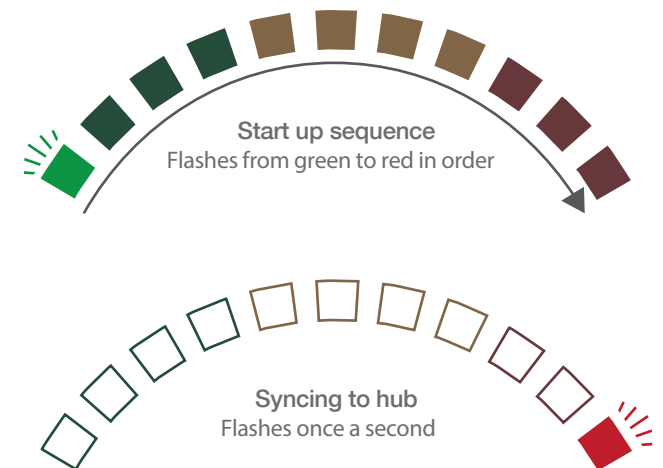 Start up sequence
Flashes from green to red in order
Syncing to hub
Flashes once a second